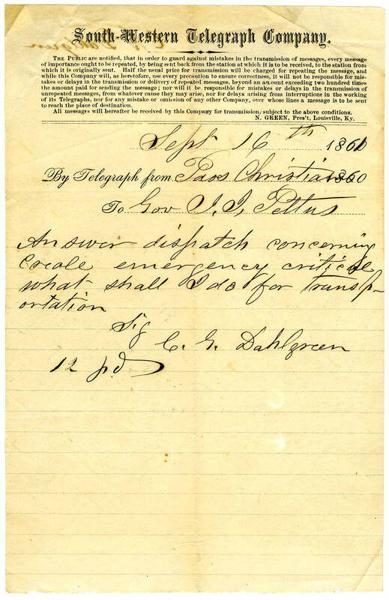 South-Western Telegraph Company.
THE PUBLIC are notified, that in order to guard against mistakes in the transmission of messages, every message
of importance ought to be repeated, by being sent back from the station at which it is to be received, to the station from
which it is originally sent. Half the usual price for transmission will be charged for repeating the message, and
while this Company will, as heretofore, use every precaution to ensure correctness, it will not be responsible for mis-
takes or delays in the transmission or delivery of repeated messages, beyond an amount exceeding two hundred times
the amount paid for sending the message; nor will it be responsible for mistakes or delays in the transmission of
unrepeated messages, from whatever cause they may arise, nor for delays arising from interruptions in the working
of its Telegraphs, nor for any mistake or omission of any other Company, over whose lines a message is to be sent
to reach the place of destination.
All messages will hereafter be received by this Company for transmission, subject to the above conditions.
N. GREEN, Pres't, Louisville, Ky.
Sept 16th 1861
By Telegraph from Pass Christian 1860
To Gov J. J. Pettus
Answer dispatch concerning
Creole emergency critical
what shall I do for transp-
ortation
Sig
C. G. Dahlgreen
12 pd